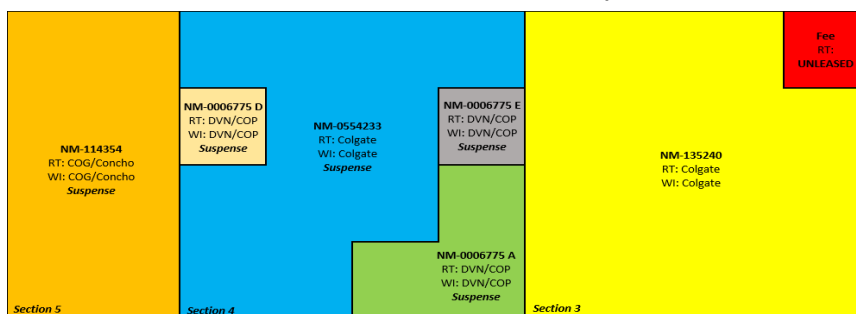 Fee
RT:
UNLEASED
NM-0006775 D
RT: DVN/COP
WI: DVN/COP
Suspense
NM-0006775 E
RT: DVN/COP
WI: DVN/COP
Suspense
NM-114354
RT: COG/Concho
WI: COG/Concho
Suspense
NM-0554233
RT: Colgate
WI: Colgate
Suspense
NM-135240
RT: Colgate
WI: Colgate
NM-0006775 A
RT: DVN/COP
WI: DVN/COP
Suspense
Section 5
Section 4
Section 3